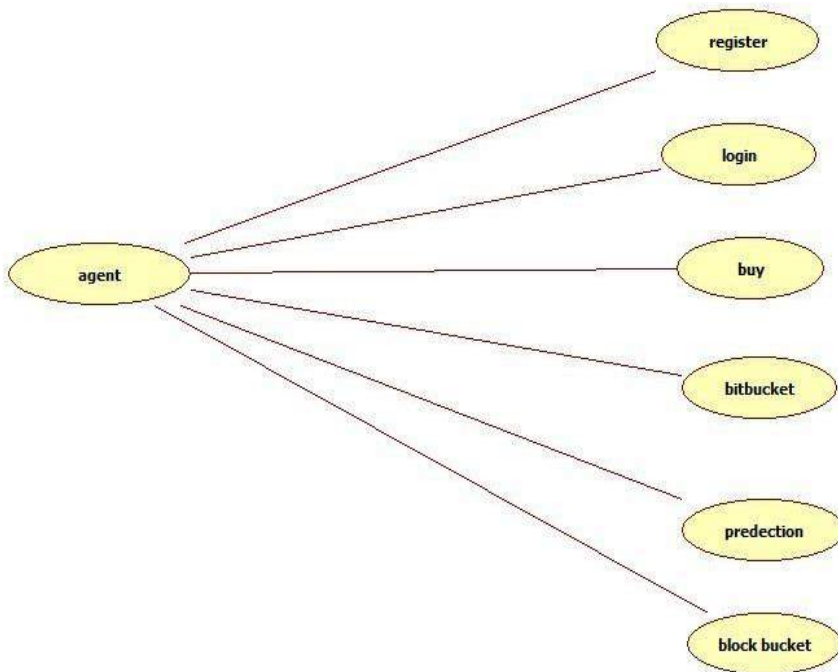 register
login
agent
buy
bitbucket
predection
block bucket